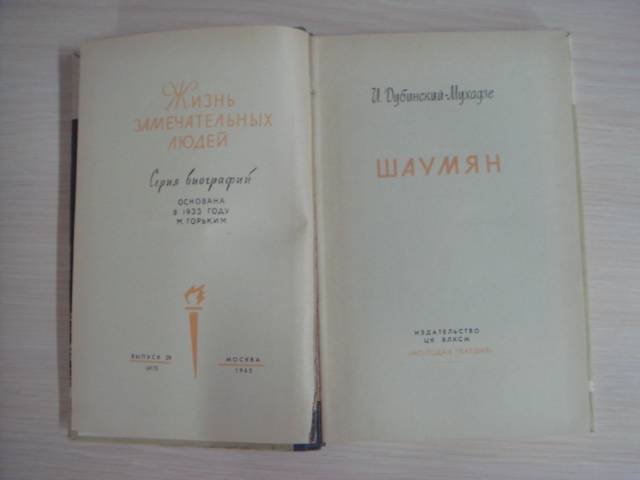 Жизнь
ЗАМЕЧАТЕЛЬНЫХ
ЛЮДЕЙ
Серия биографий
ОСНОВАНА
В 1933 ГОДУ
М. ГОРЬКИМ
ВЫПУСК
МОСКВА
1965
И. Дубинский-Мухадзе
ШАУМЯН
ИЗДАТЕЛЬСТВО
ЦК ВЛКСМ
«МОЛОДАЯ ГВАРДИЯ»